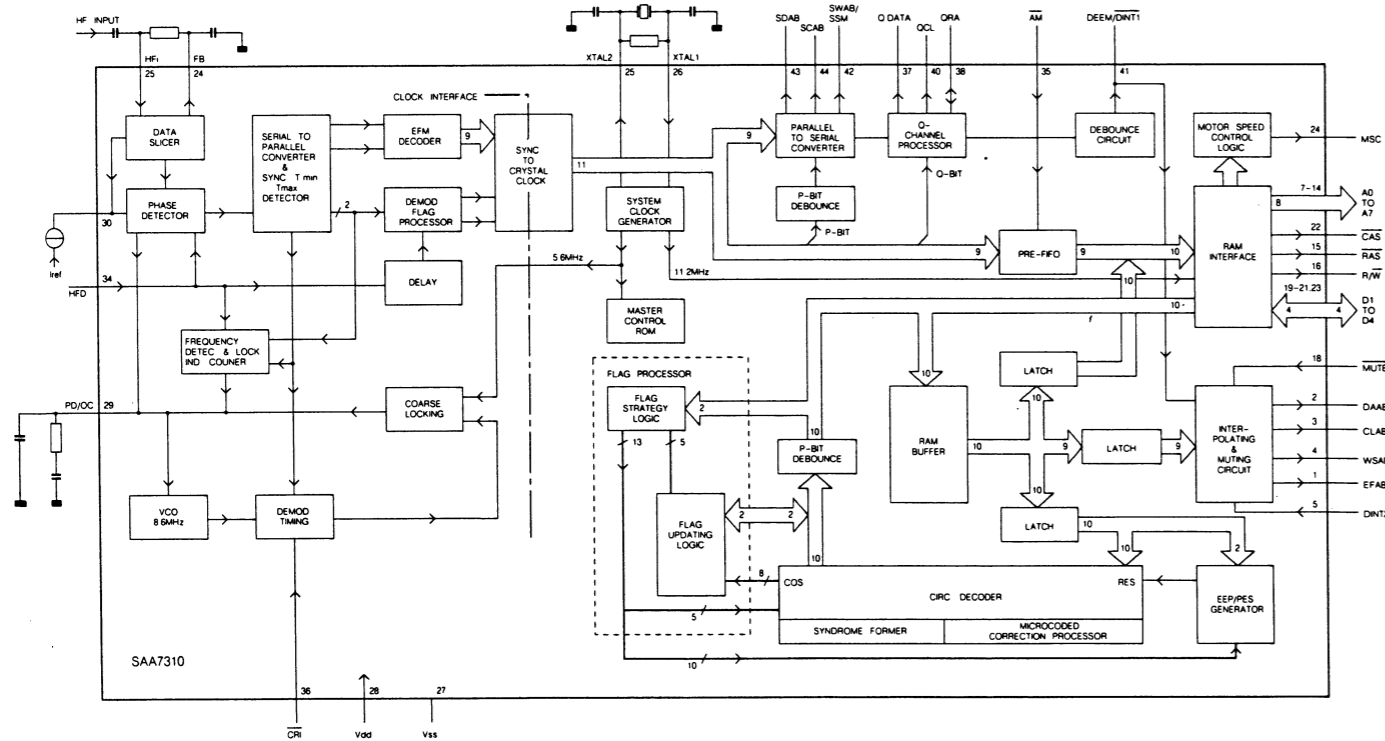 HF INPUT
HFi
FB
25
24
XTAL2
XTAL1
25
26
SDAB
SCAB
SWAB/
SSM
43
44
42
Q DATA
QCL
QRA
37
40
38
AM
35
DEEM/DINT1
41
CLOCK INTERFACE
DATA
SLICER
SERIAL TO
PARALLEL
CONVERTER
&
SYNC T min
Tmax
DETECTOR
EFM
DECODER
9
SYNC
TO
CRYSTAL
CLOCK
11
9
PARALLEL
TO SERIAL
CONVERTER
Q-
CHANNEL
PROCESSOR
DEBOUNCE
CIRCUIT
MOTOR SPEED
CONTROL
LOGIC
24
MSC
PHASE
DETECTOR
2
DEMOD
FLAG
PROCESSOR
SYSTEM
CLOCK
GENERATOR
P-BIT
DEBOUNCE
P-BIT
Q-BIT
7-14
8
A0
TO
A7
30
Iref
34
HFD
DELAY
5.6MHz
11.2MHz
9
PRE-FIFO
9
10
RAM
INTERFACE
22
CAS
15
RAS
16
R/W
19-21.23
4
4
D1
TO
D4
10
10
MASTER
CONTROL
ROM
FREQUENCY
DETEC & LOCK
IND COUNER
FLAG PROCESSOR
10
LATCH
18
MUTE
PD/OC
29
COARSE
LOCKING
FLAG
STRATEGY
LOGIC
2
13
5
10
P-BIT
DEBOUNCE
RAM
BUFFER
10
10
9
LATCH
9
INTER-
POLATING
&
MUTING
CIRCUIT
2
DAAB
3
CLAB
4
WSAB
1
EFAB
5
DINT2
VCO
8.6MHz
DEMOD
TIMING
FLAG
UPDATING
LOGIC
2
2
10
10
LATCH
10
10
2
8
COS
RES
CIRC DECODER
EEP/PES
GENERATOR
5
SYNDROME FORMER
MICROCODED
CORRECTION PROCESSOR
10
SAA7310
36
28
27
CRI
Vdd
Vss